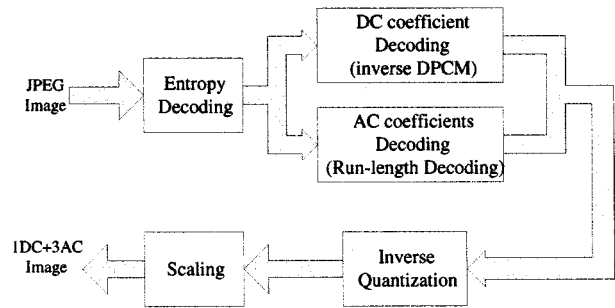 JPEG
Image
Entropy
Decoding
DC coefficient
Decoding
(inverse DPCM)
AC coefficients
Decoding
(Run-length Decoding)
1DC+3AC
Image
Scaling
Inverse
Quantization